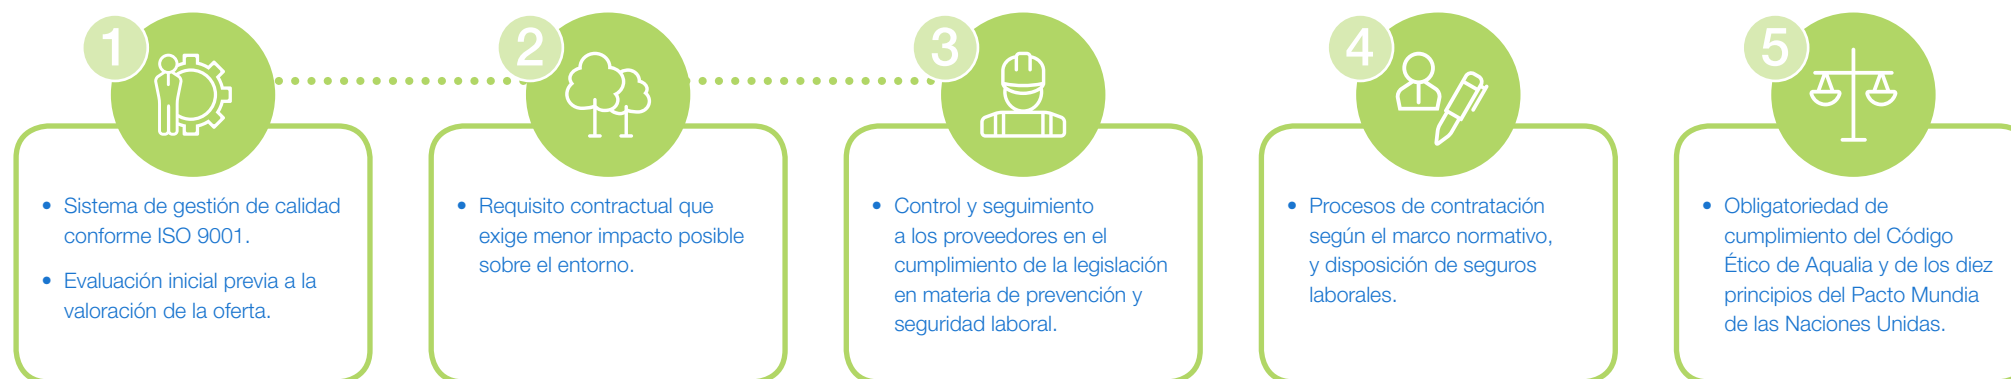 1
• Sistema de gestión de calidad
conforme ISO 9001.
• Evaluación inicial previa a la
valoración de la oferta.
2
• Requisito contractual que
exige menor impacto posible
sobre el entorno.
3
• Control y seguimiento
a los proveedores en el
cumplimiento de la legislación
en materia de prevención y
seguridad laboral.
4
• Procesos de contratación
según el marco normativo,
y disposición de seguros
laborales.
5
• Obligatoriedad de
cumplimiento del Código
Ético de Aqualia y de los diez
principios del Pacto Mundia
de las Naciones Unidas.